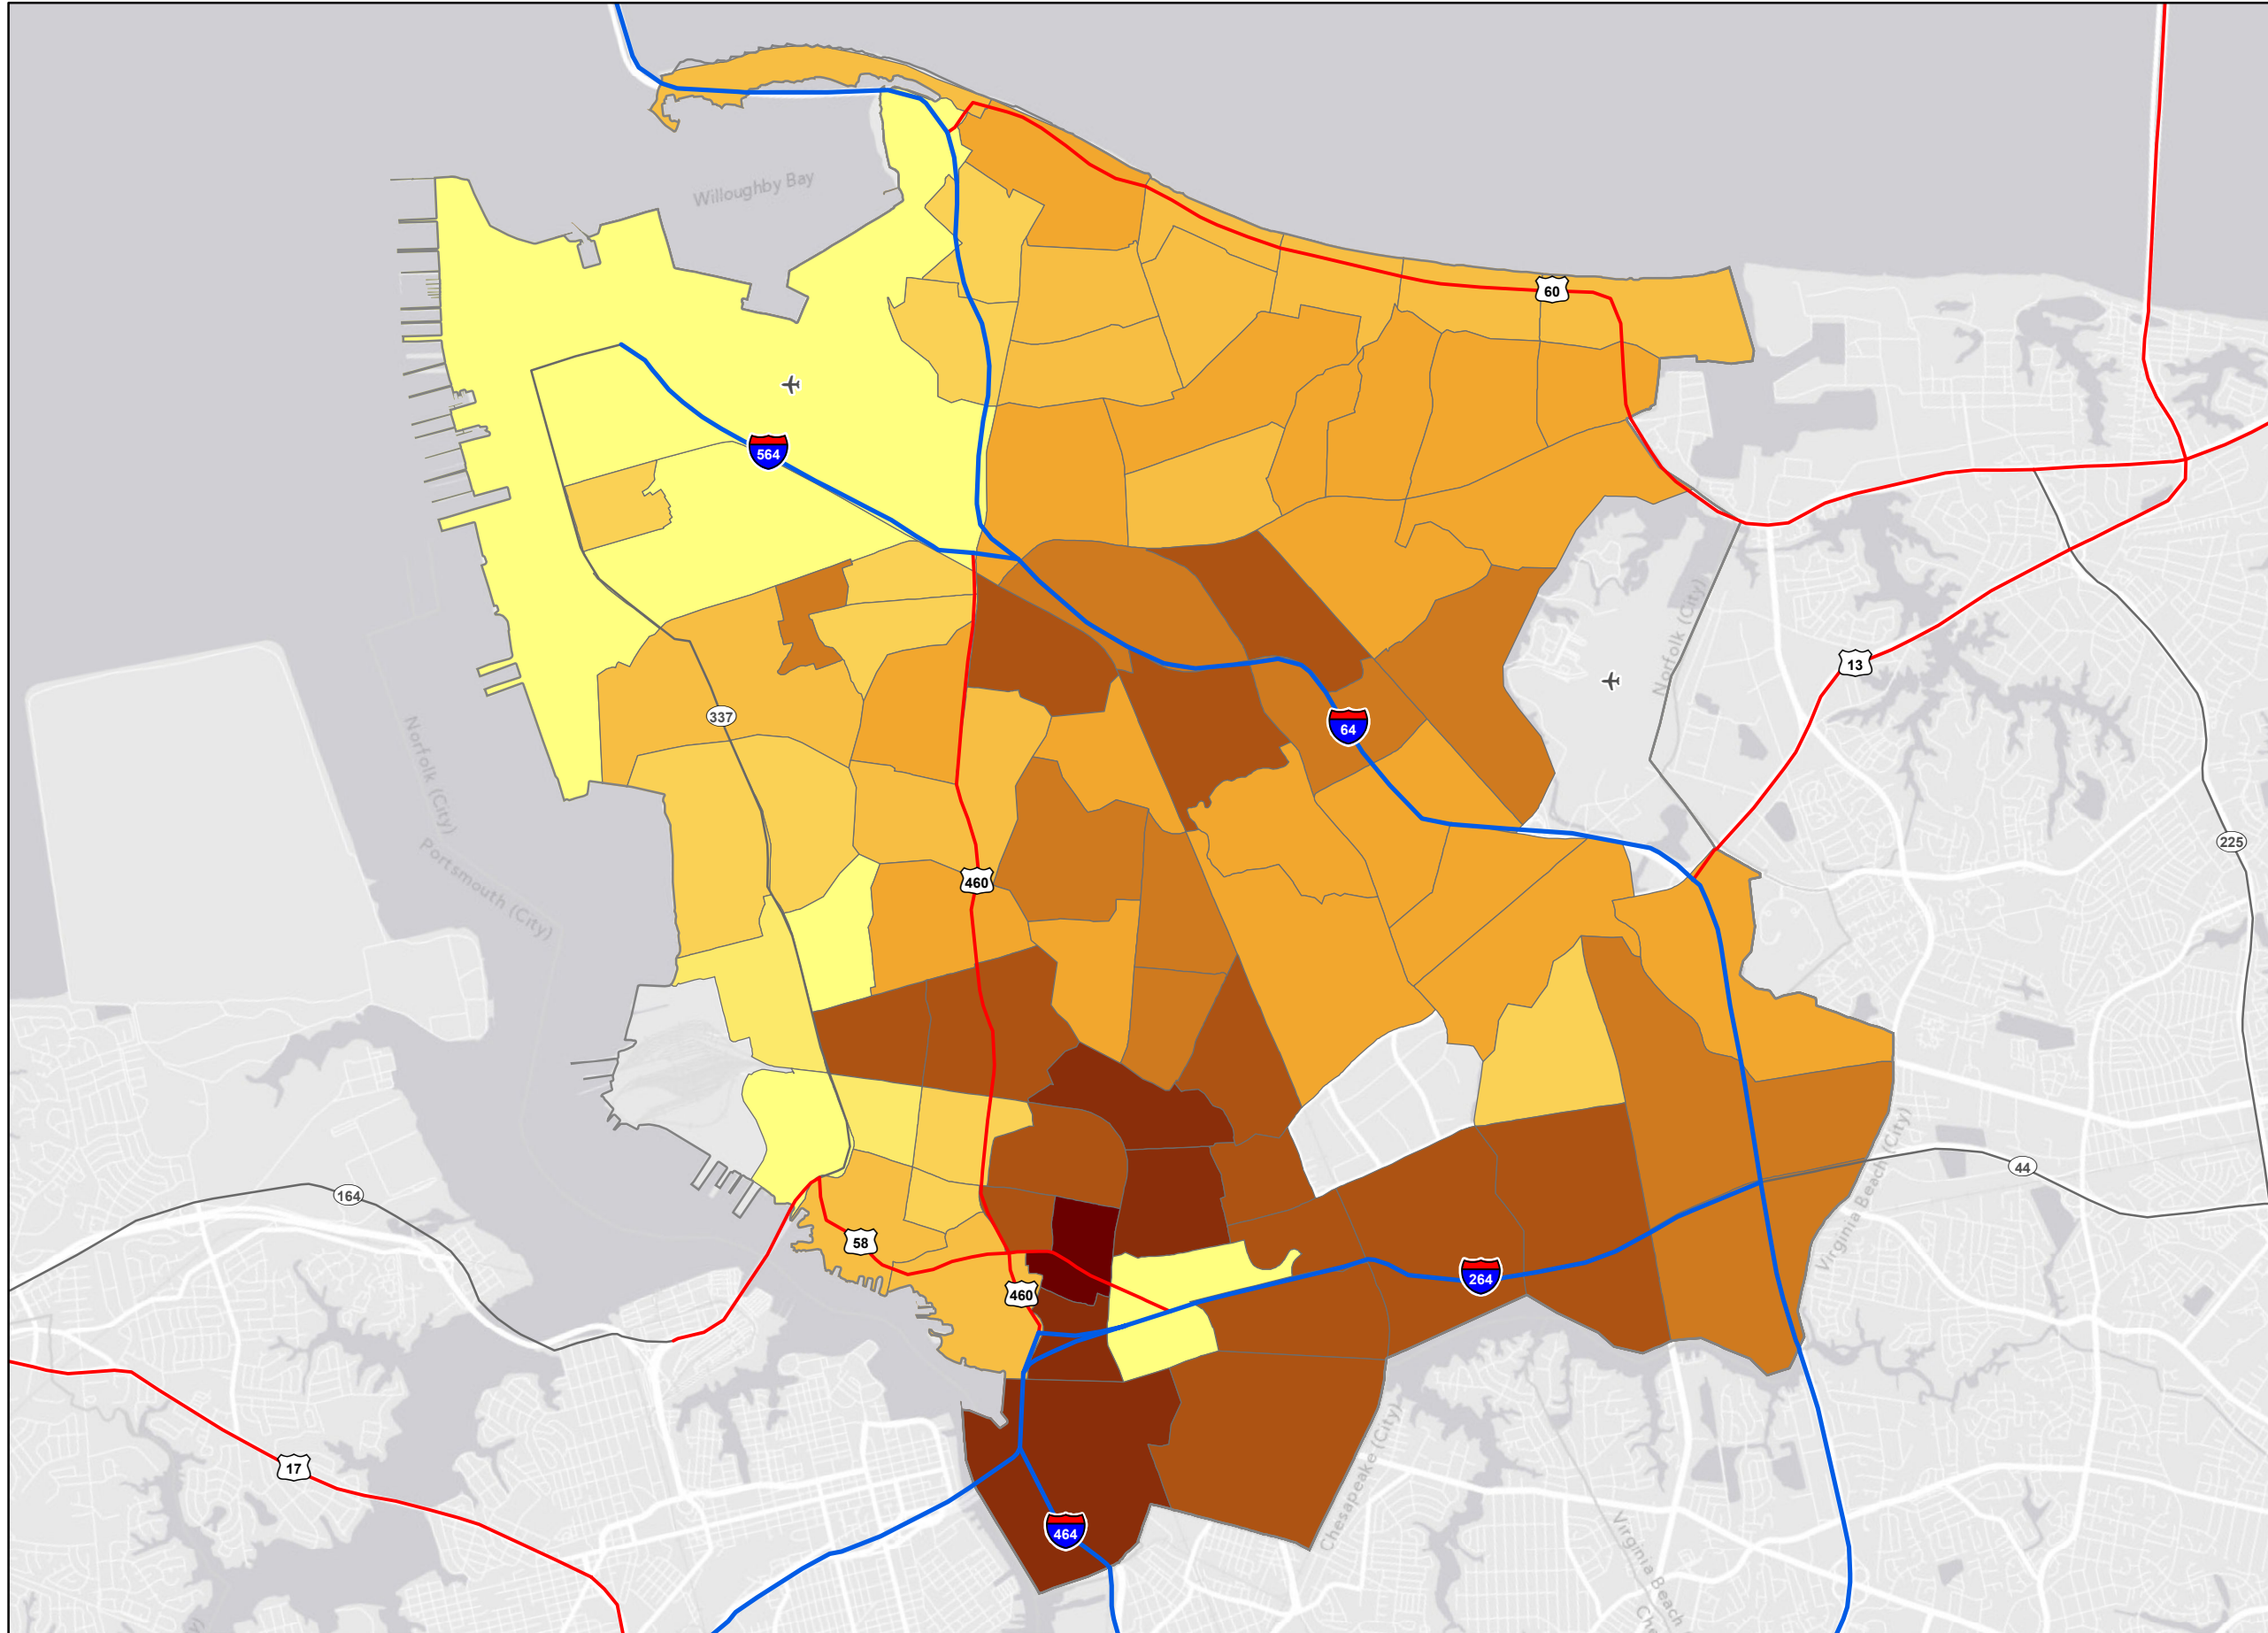 Willoughby Bay
60
564
Norfolk (City)
13
337
64
Norfolk (City)
Portsmouth (City)
225
460
164
44
58
Virginia Beach (City)
264
460
17
Chesapeake (City)
464
Virginia Beach